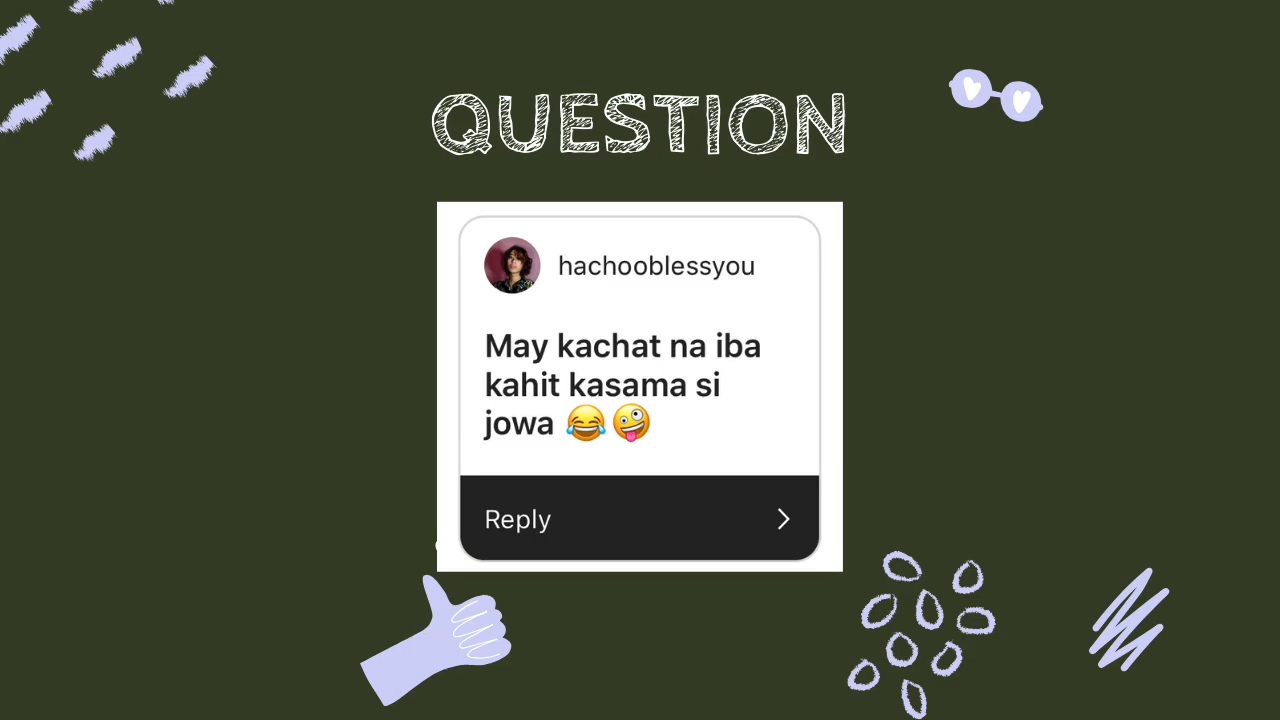 QUESTION
hachooblessyou
May kachat na iba
kahit kasama si
jowa 😂🤪
Reply